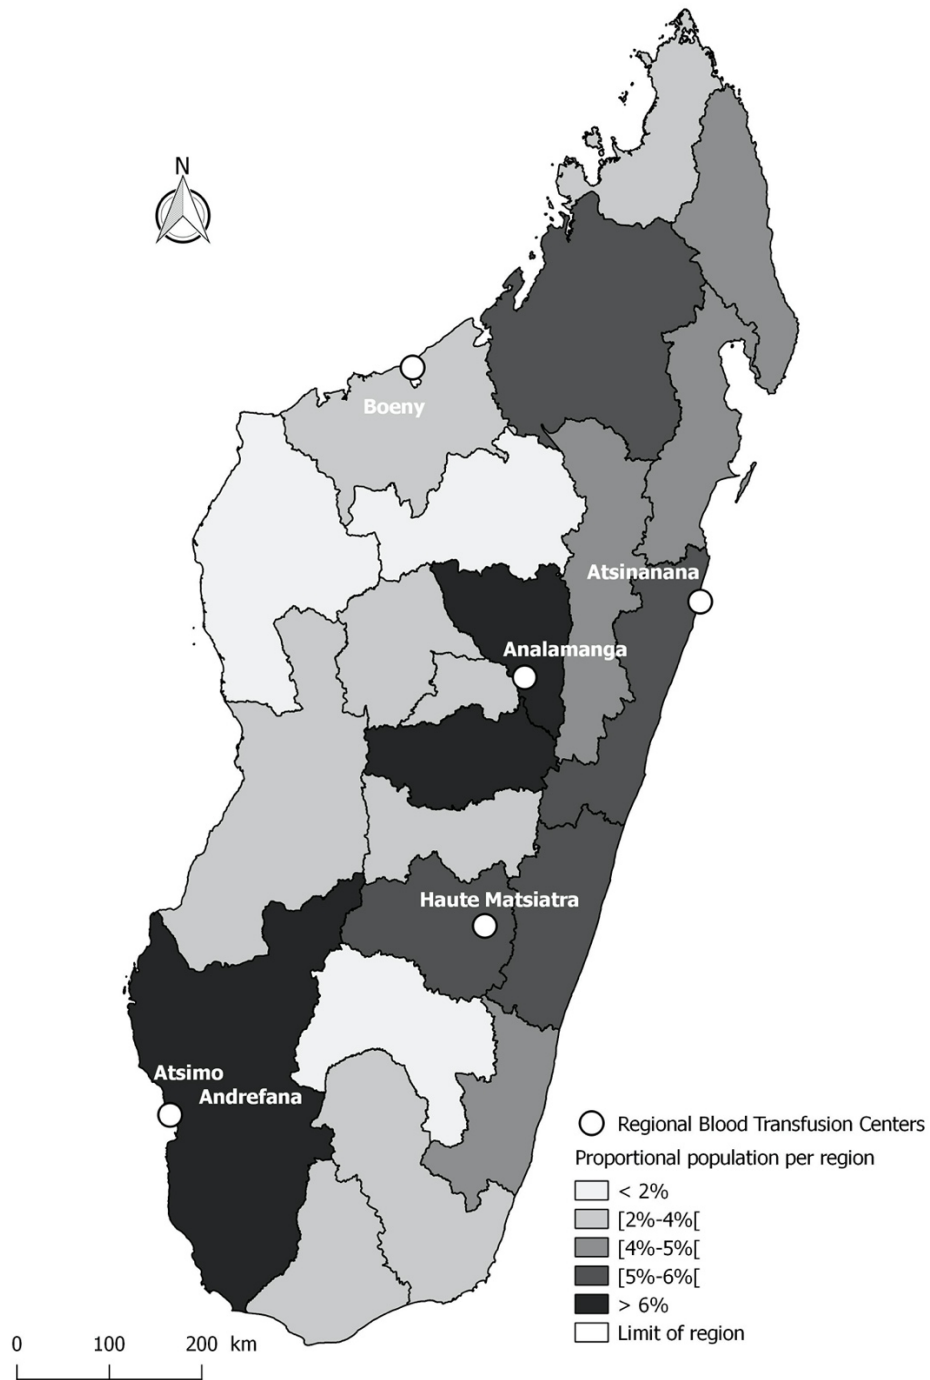 N
Boeny
Atsinanana
Analamanga
Haute Matsiatra
Atsimo
Andrefana
Regional Blood Transfusion Centers
Proportional population per region
< 2%
[2%-4%[
[4%-5%[
[5%-6%[
> 6%
Limit of region
0 100 200 km